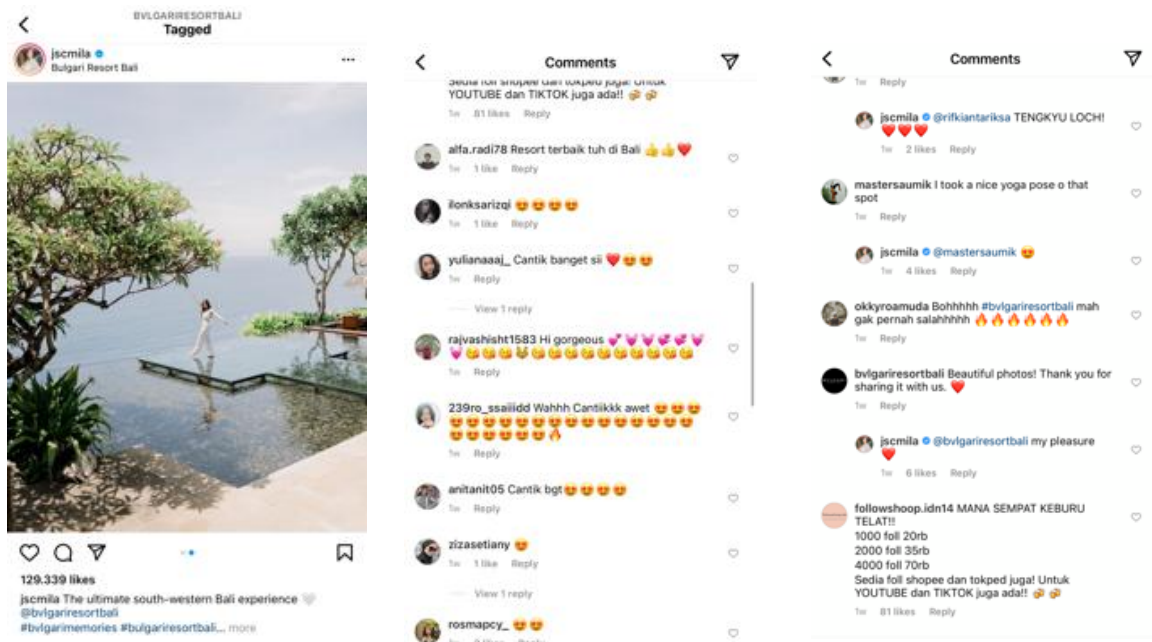 BVLGARIRESORTBALI
Tagged
jscmila
Bulgari Resort Bali
129.339 likes
jscmila The ultimate south-western Bali experience
@bvlgariresortbali
#bvlgarimemories #bulgariresortbali... more
Comments
Sedia foll shopee dan tokped juga! Untuk
YOUTUBE dan TIKTOK juga ada!!
1w 81 likes Reply
alfa.radi78 Resort terbaik tuh di Bali
1w 1 like Reply
ilonksarizqi
1w 1 like Reply
yulianaaaj_ Cantik banget sii
1w Reply
View 1 reply
rajvashisht1583 Hi gorgeous
1w Reply
239ro_ssaiiidd Wahhh Cantiikkk awet
1w Reply
anitanit05 Cantik bgt
1w Reply
zizasetiany
1w 1 like Reply
View 1 reply
rosmapcy_
Comments
1w Reply
jscmila @rifkiantariksa TENGKYU LOCH!
1w 2 likes Reply
mastersaumik I took a nice yoga pose o that
spot
1w Reply
jscmila @mastersaumik
1w 4 likes Reply
okkyroamuda Bohhhhh #bvlgariresortbali mah
gak pernah salahhhhh
1w Reply
bvlgariresortbali Beautiful photos! Thank you for
sharing it with us.
1w Reply
jscmila @bvlgariresortbali my pleasure
1w 6 likes Reply
followshoop.idn14 MANA SEMPAT KEBURU
TELAT!!
1000 foll 20rb
2000 foll 35rb
4000 foll 70rb
Sedia foll shopee dan tokped juga! Untuk
YOUTUBE dan TIKTOK juga ada!!
1w 81 likes Reply